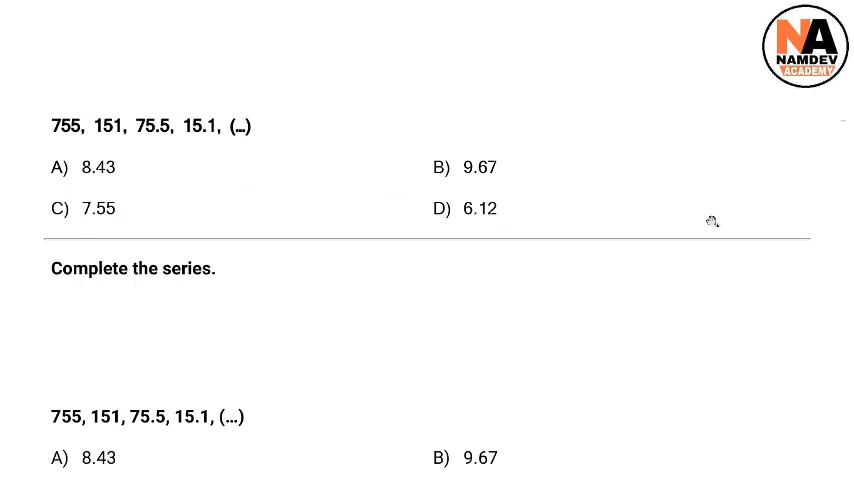 NA
NAMDEV
ACADEMY
755, 151, 75.5, 15.1, (...)
A) 8.43
B) 9.67
C) 7.55
D) 6.12
Complete the series.
755, 151, 75.5, 15.1, (...)
A) 8.43
B) 9.67